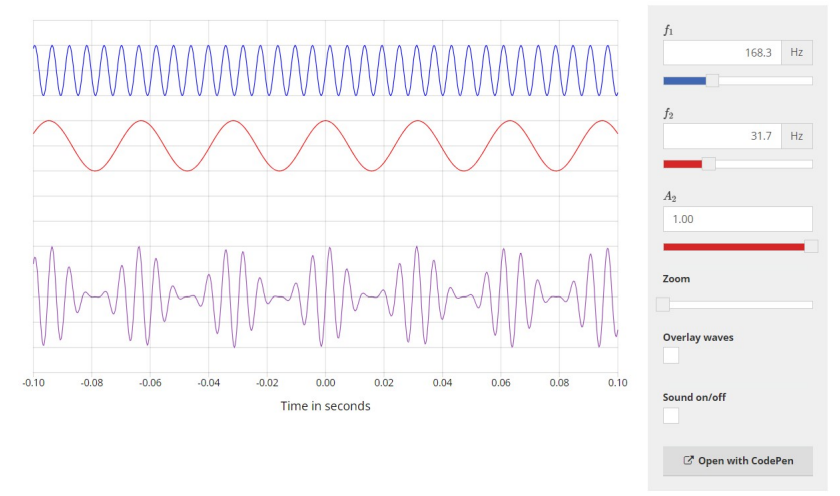 f₁
168.3 Hz
f₂
31.7 Hz
A₂
1.00
Zoom
Overlay waves
Sound on/off
Open with CodePen
-0.10 -0.08 -0.06 -0.04 -0.02 0.00 0.02 0.04 0.06 0.08 0.10
Time in seconds